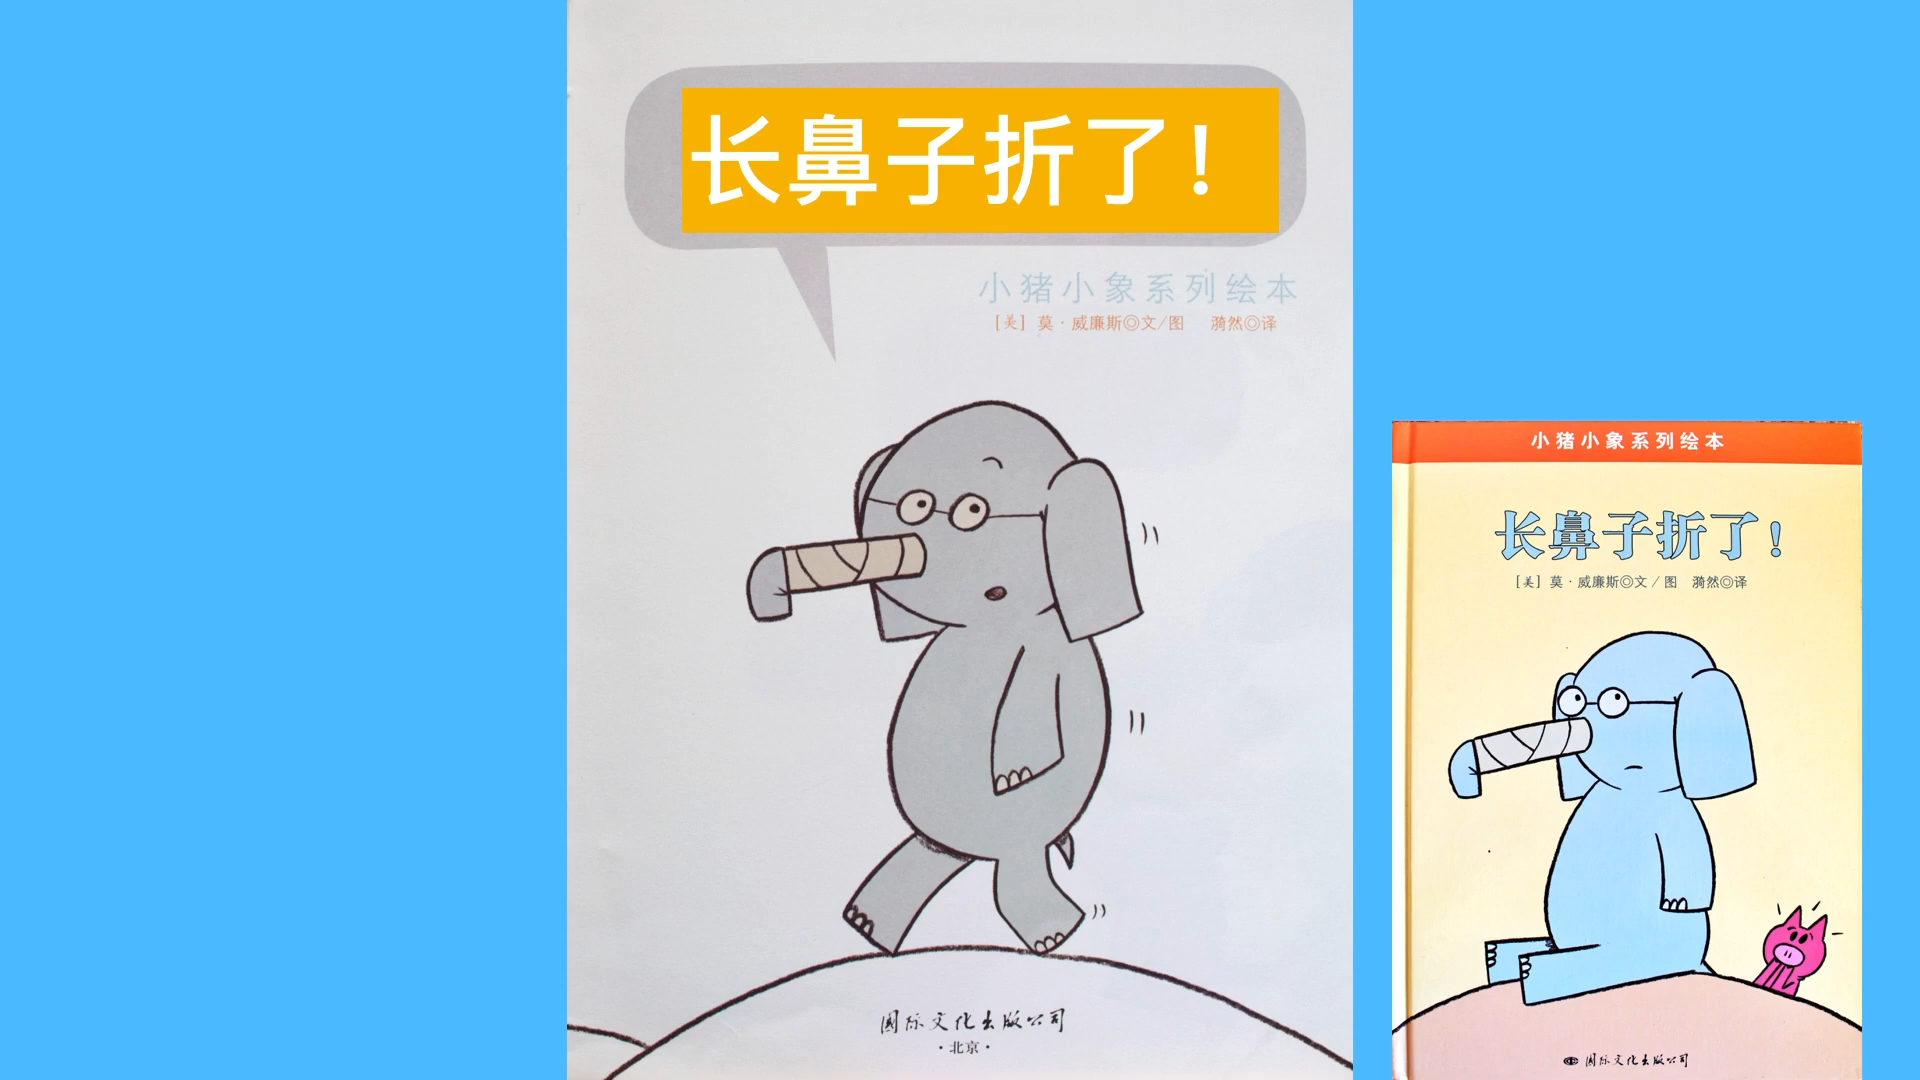 长鼻子折了！
小猪小象系列绘本
[美] 莫·威廉斯◎文/图 漪然◎译
国际文化出版公司
·北京·
小猪小象系列绘本
长鼻子折了！
[美] 莫·威廉斯◎文/图 漪然◎译
国际文化出版公司